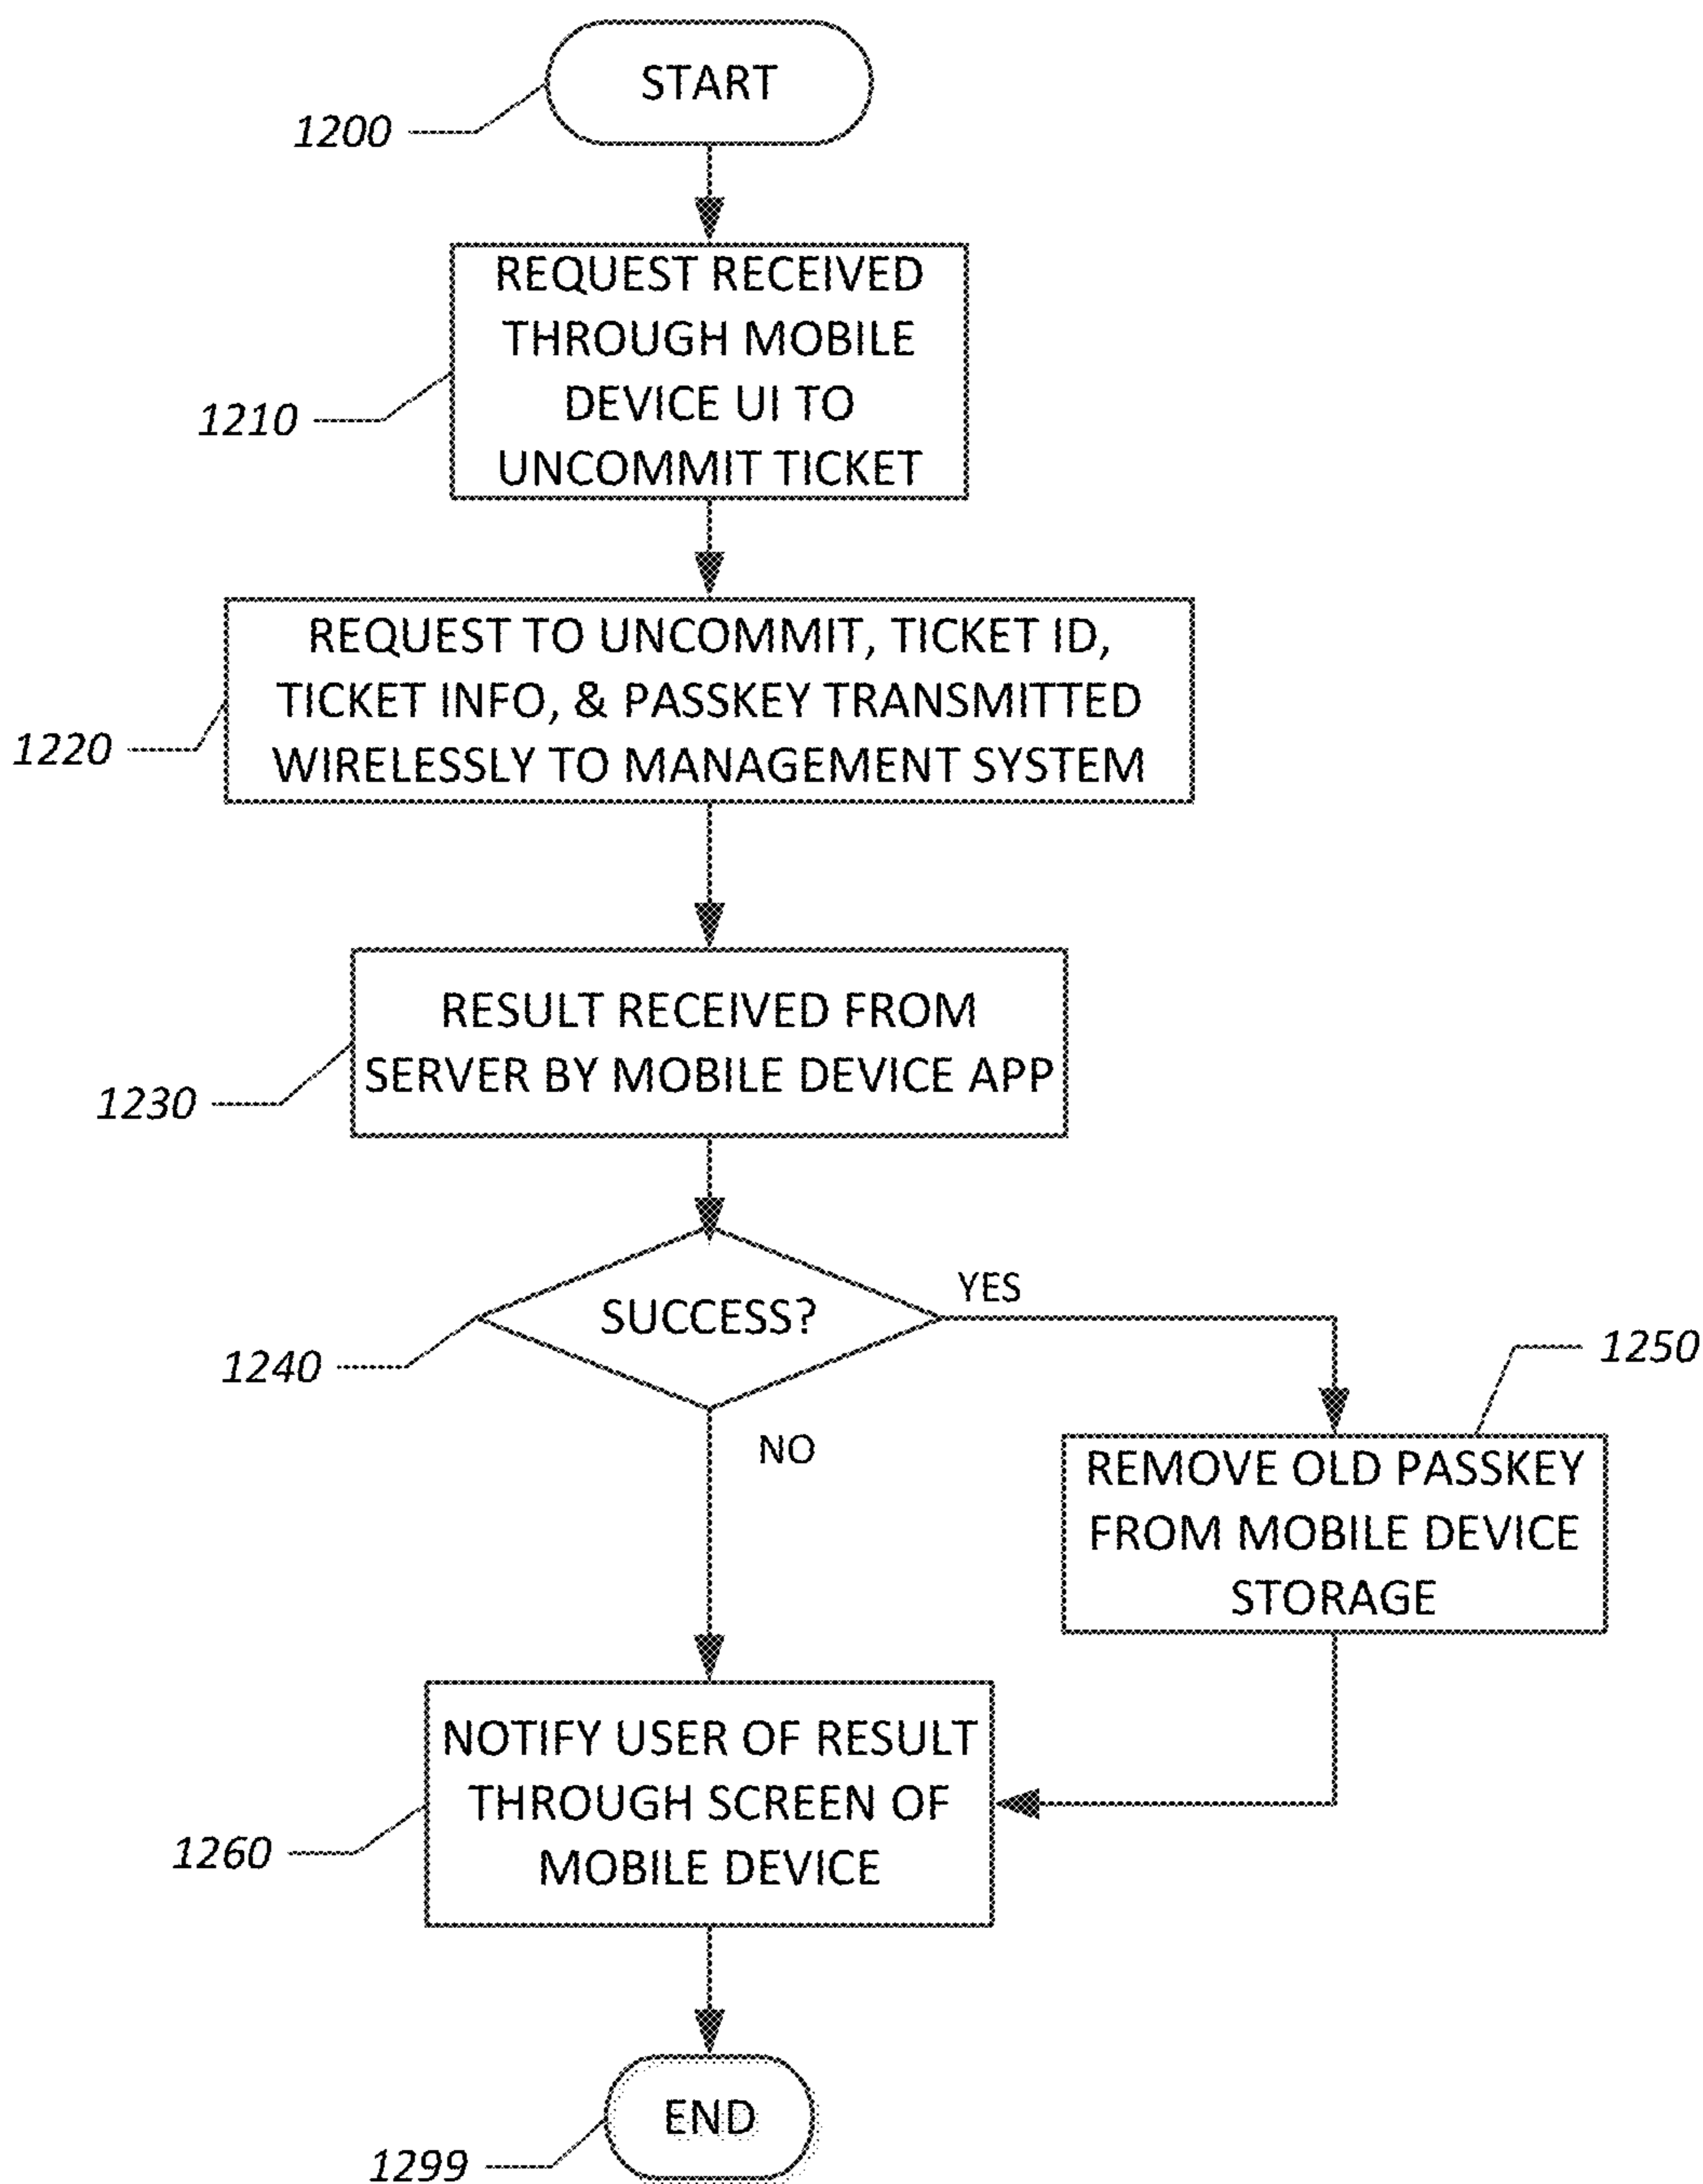 START
1200
REQUEST RECEIVED
THROUGH MOBILE
DEVICE UI TO
UNCOMMIT TICKET
1210
REQUEST TO UNCOMMIT, TICKET ID,
TICKET INFO, & PASSKEY TRANSMITTED
WIRELESSLY TO MANAGEMENT SYSTEM
1220
RESULT RECEIVED FROM
SERVER BY MOBILE DEVICE APP
1230
SUCCESS?
YES
1240
1250
NO
REMOVE OLD PASSKEY
FROM MOBILE DEVICE
STORAGE
NOTIFY USER OF RESULT
THROUGH SCREEN OF
MOBILE DEVICE
1260
END
1299